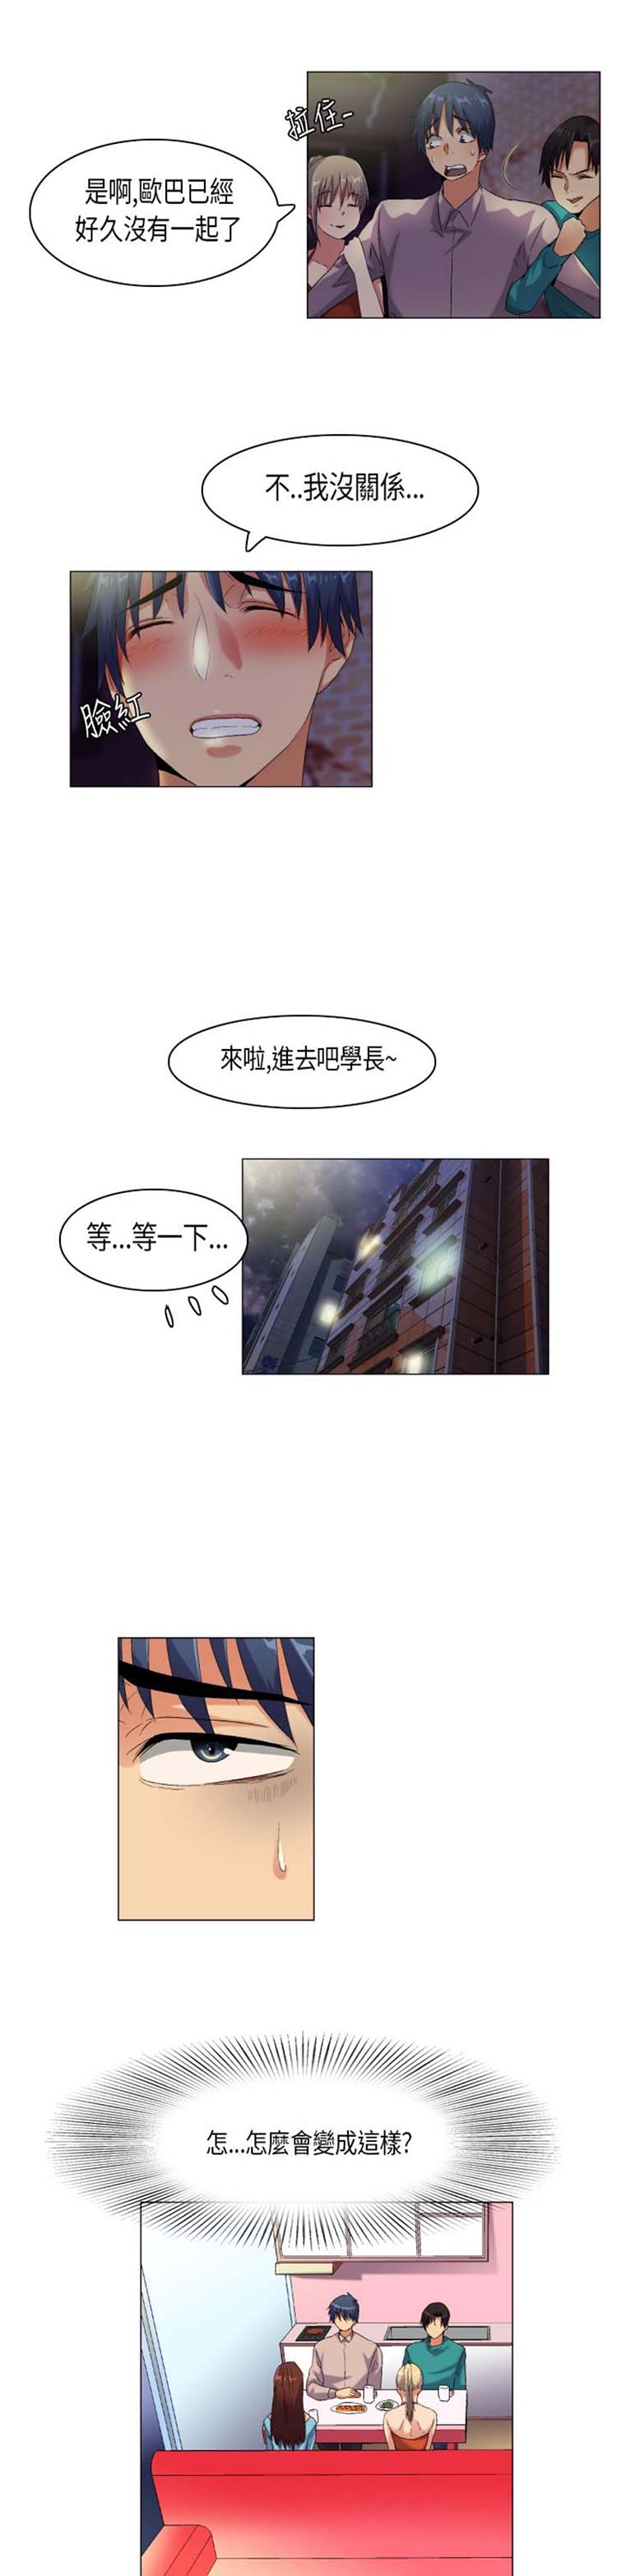 拉住-
是啊,歐巴已經
好久沒有一起了
不..我沒關係...
臉紅
來啦,進去吧學長~
等...等一下...
怎...怎麼會變成這樣?